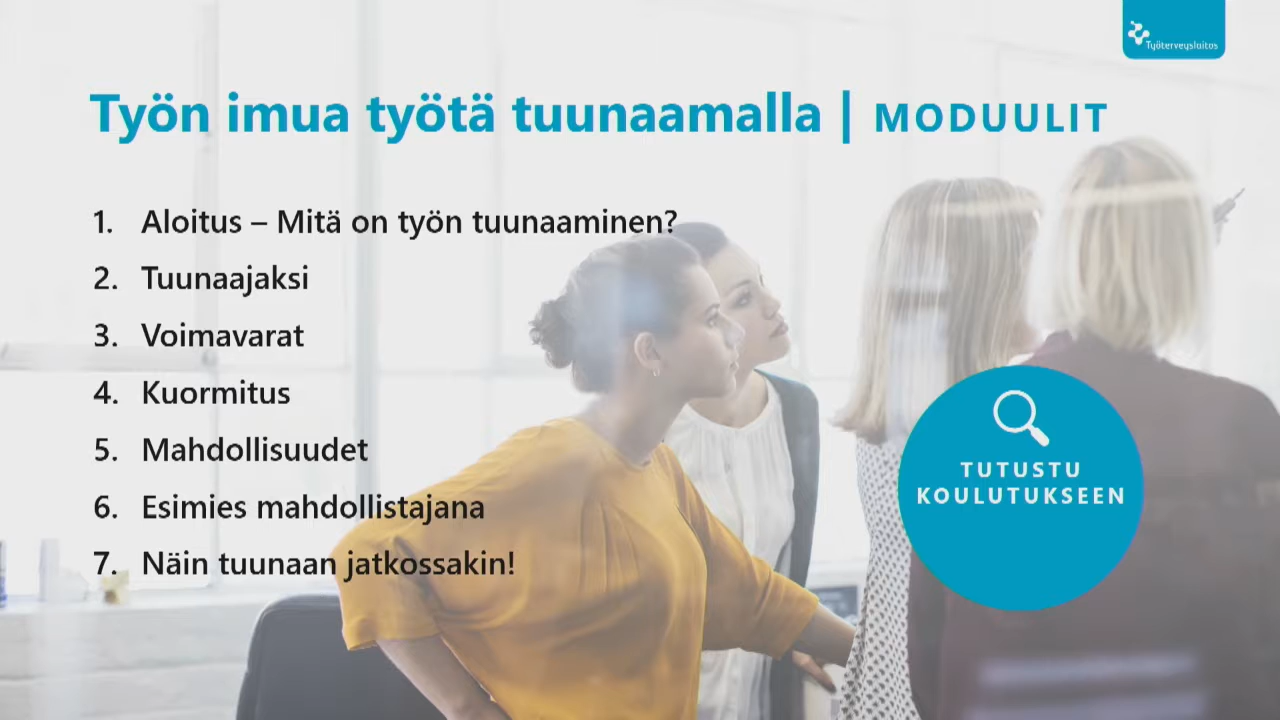 Työterveyslaitos
Työn imua työtä tuunaamalla | MODUULIT
1. Aloitus – Mitä on työn tuunaaminen?
2. Tuunaajaksi
3. Voimavarat
4. Kuormitus
5. Mahdollisuudet
6. Esimies mahdollistajana
7. Näin tuunaan jatkossakin!
TUTUSTU
KOULUTUKSEEN